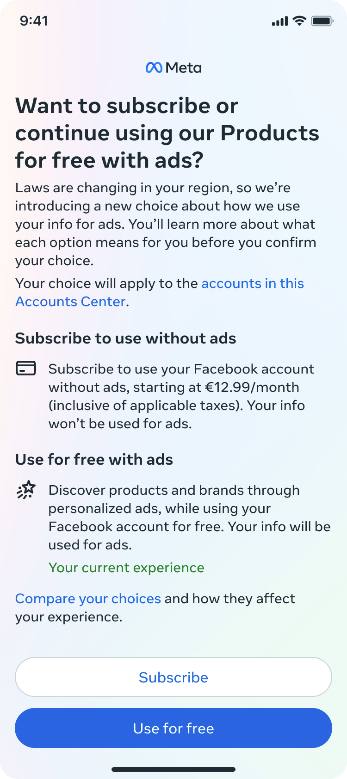 9:41
Meta
Want to subscribe or
continue using our Products
for free with ads?
Laws are changing in your region, so we’re
introducing a new choice about how we use
your info for ads. You’ll learn more about what
each option means for you before you confirm
your choice.
Your choice will apply to the accounts in this
Accounts Center.
Subscribe to use without ads
Subscribe to use your Facebook account
without ads, starting at €12.99/month
(inclusive of applicable taxes). Your info
won’t be used for ads.
Use for free with ads
Discover products and brands through
personalized ads, while using your
Facebook account for free. Your info will be
used for ads.
Your current experience
Compare your choices and how they affect
your experience.
Subscribe
Use for free